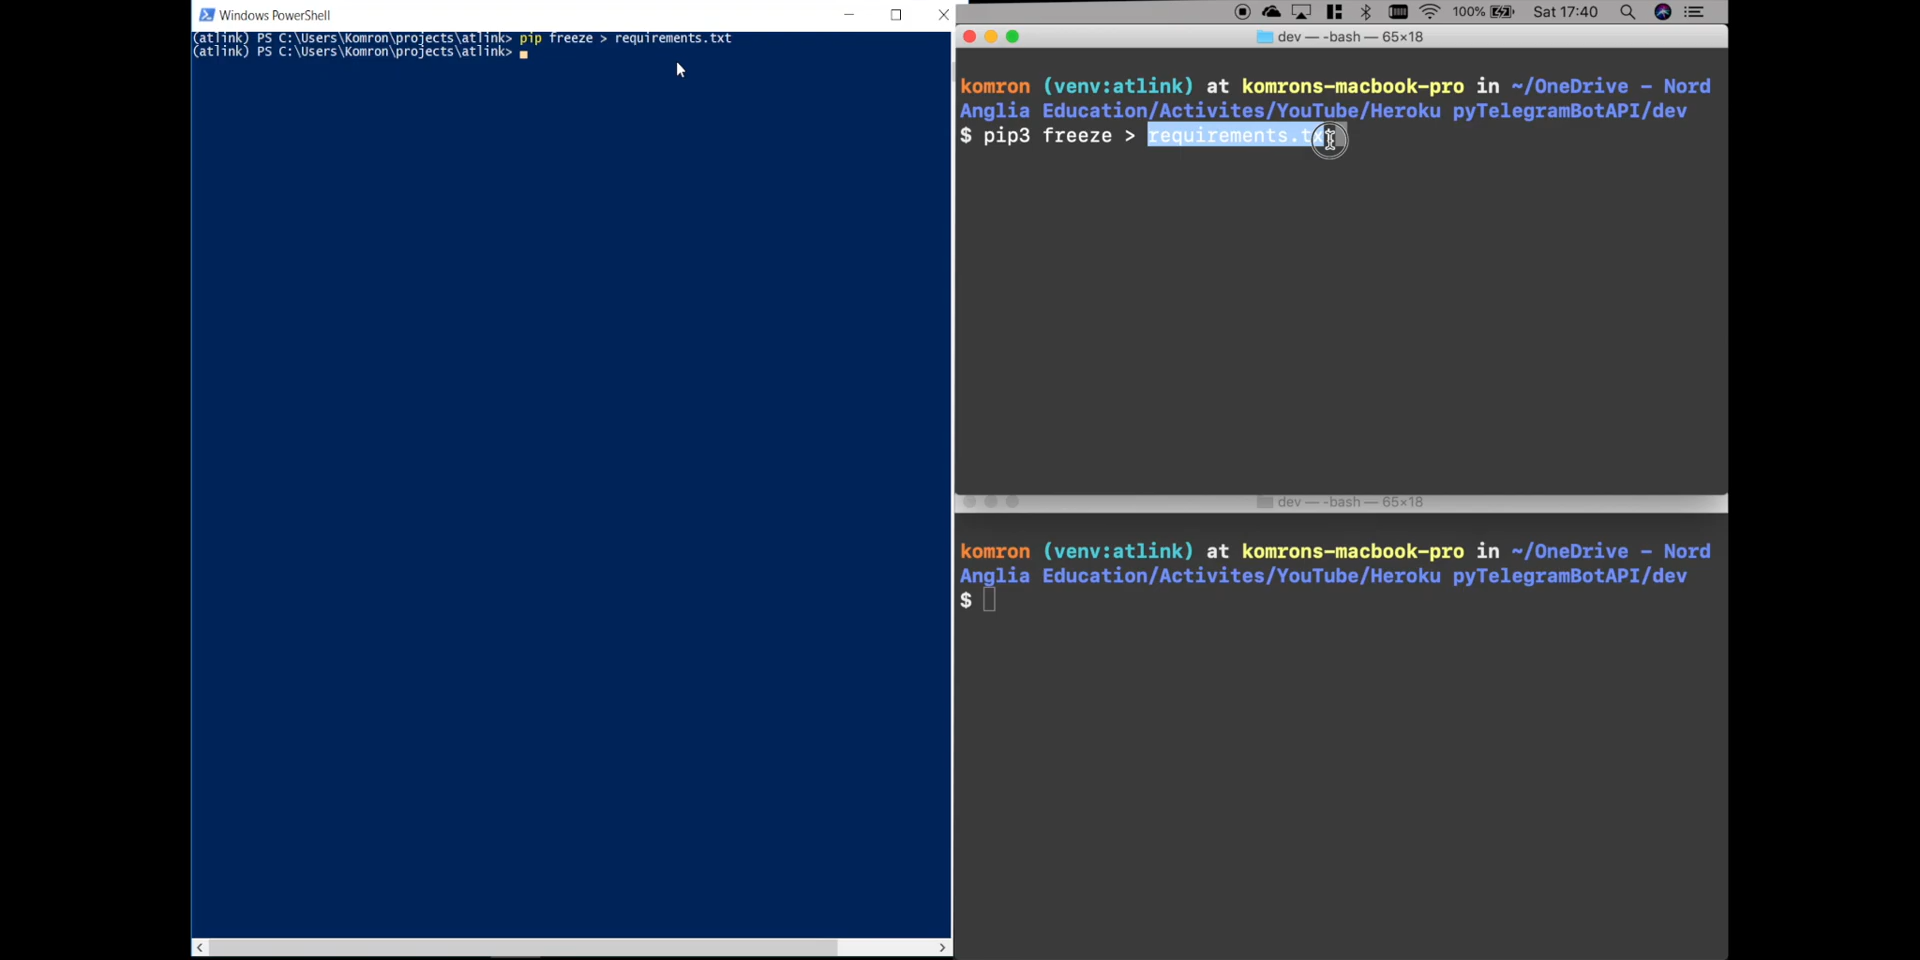 Windows PowerShell
(atlink) PS C:\Users\Komron\projects\atlink> pip freeze > requirements.txt
(atlink) PS C:\Users\Komron\projects\atlink>
100%
Sat 17:40
dev — -bash — 65×18
komron (venv:atlink) at komrons-macbook-pro in ~/OneDrive - Nord
Anglia Education/Activites/YouTube/Heroku pyTelegramBotAPI/dev
$ pip3 freeze > requirements.txt
dev — -bash — 65×18
komron (venv:atlink) at komrons-macbook-pro in ~/OneDrive - Nord
Anglia Education/Activites/YouTube/Heroku pyTelegramBotAPI/dev
$